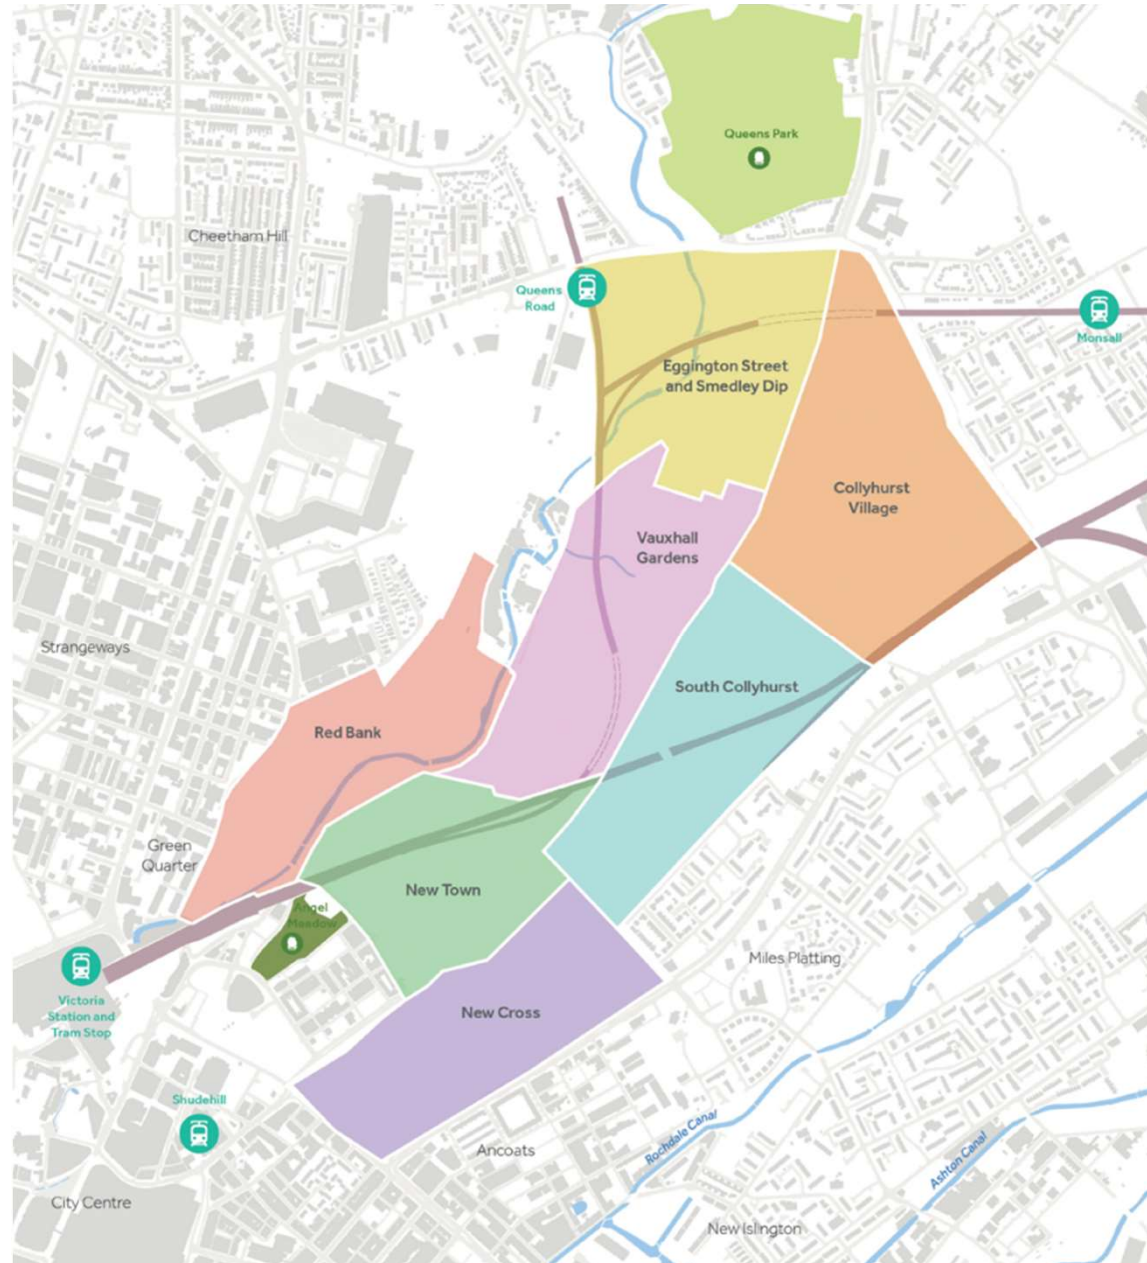 Queens Park
Cheetham Hill
Queens
Road
Monsall
Eggington Street
and Smedley Dip
Collyhurst
Village
Vauxhall
Gardens
Strangeways
South Collyhurst
Red Bank
Green
Quarter
New Town
Angel
Meadow
Miles Platting
Victoria
Station and
Tram Stop
New Cross
Shudehill
Rochdale Canal
Ancoats
Ashton Canal
City Centre
New Islington